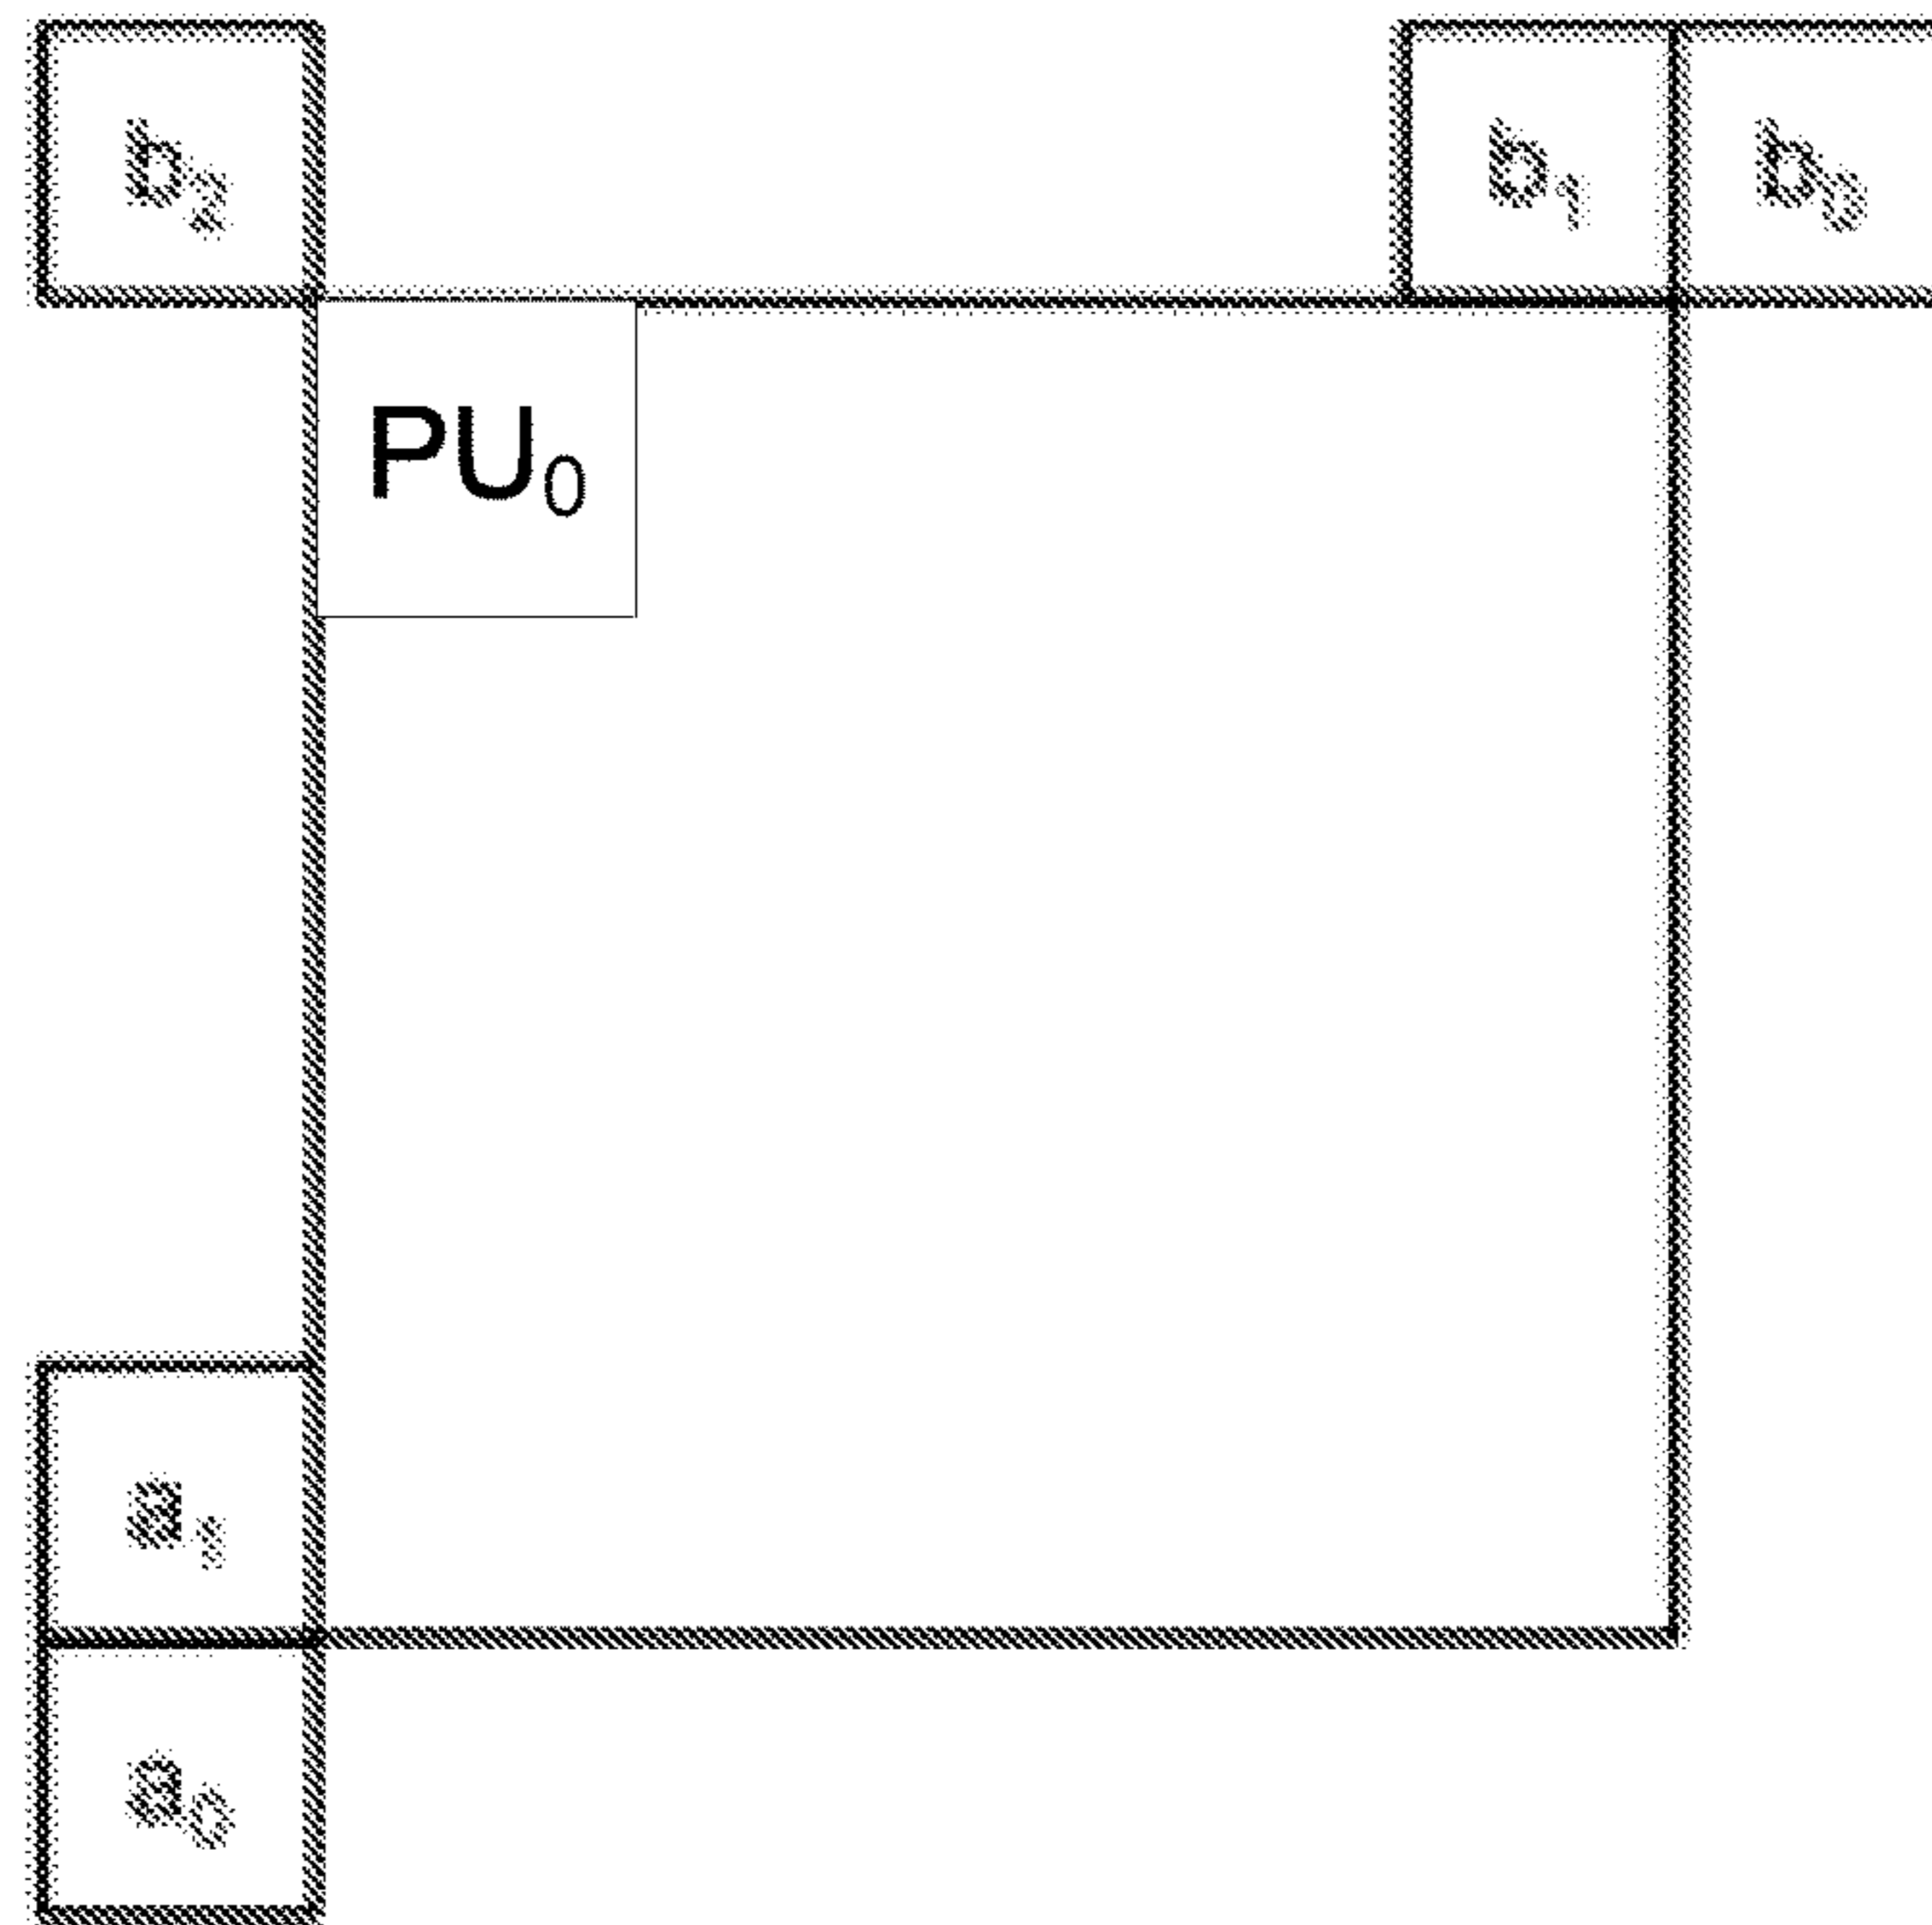 b₂
b₁
b₀
PU₀
a₁
a₀